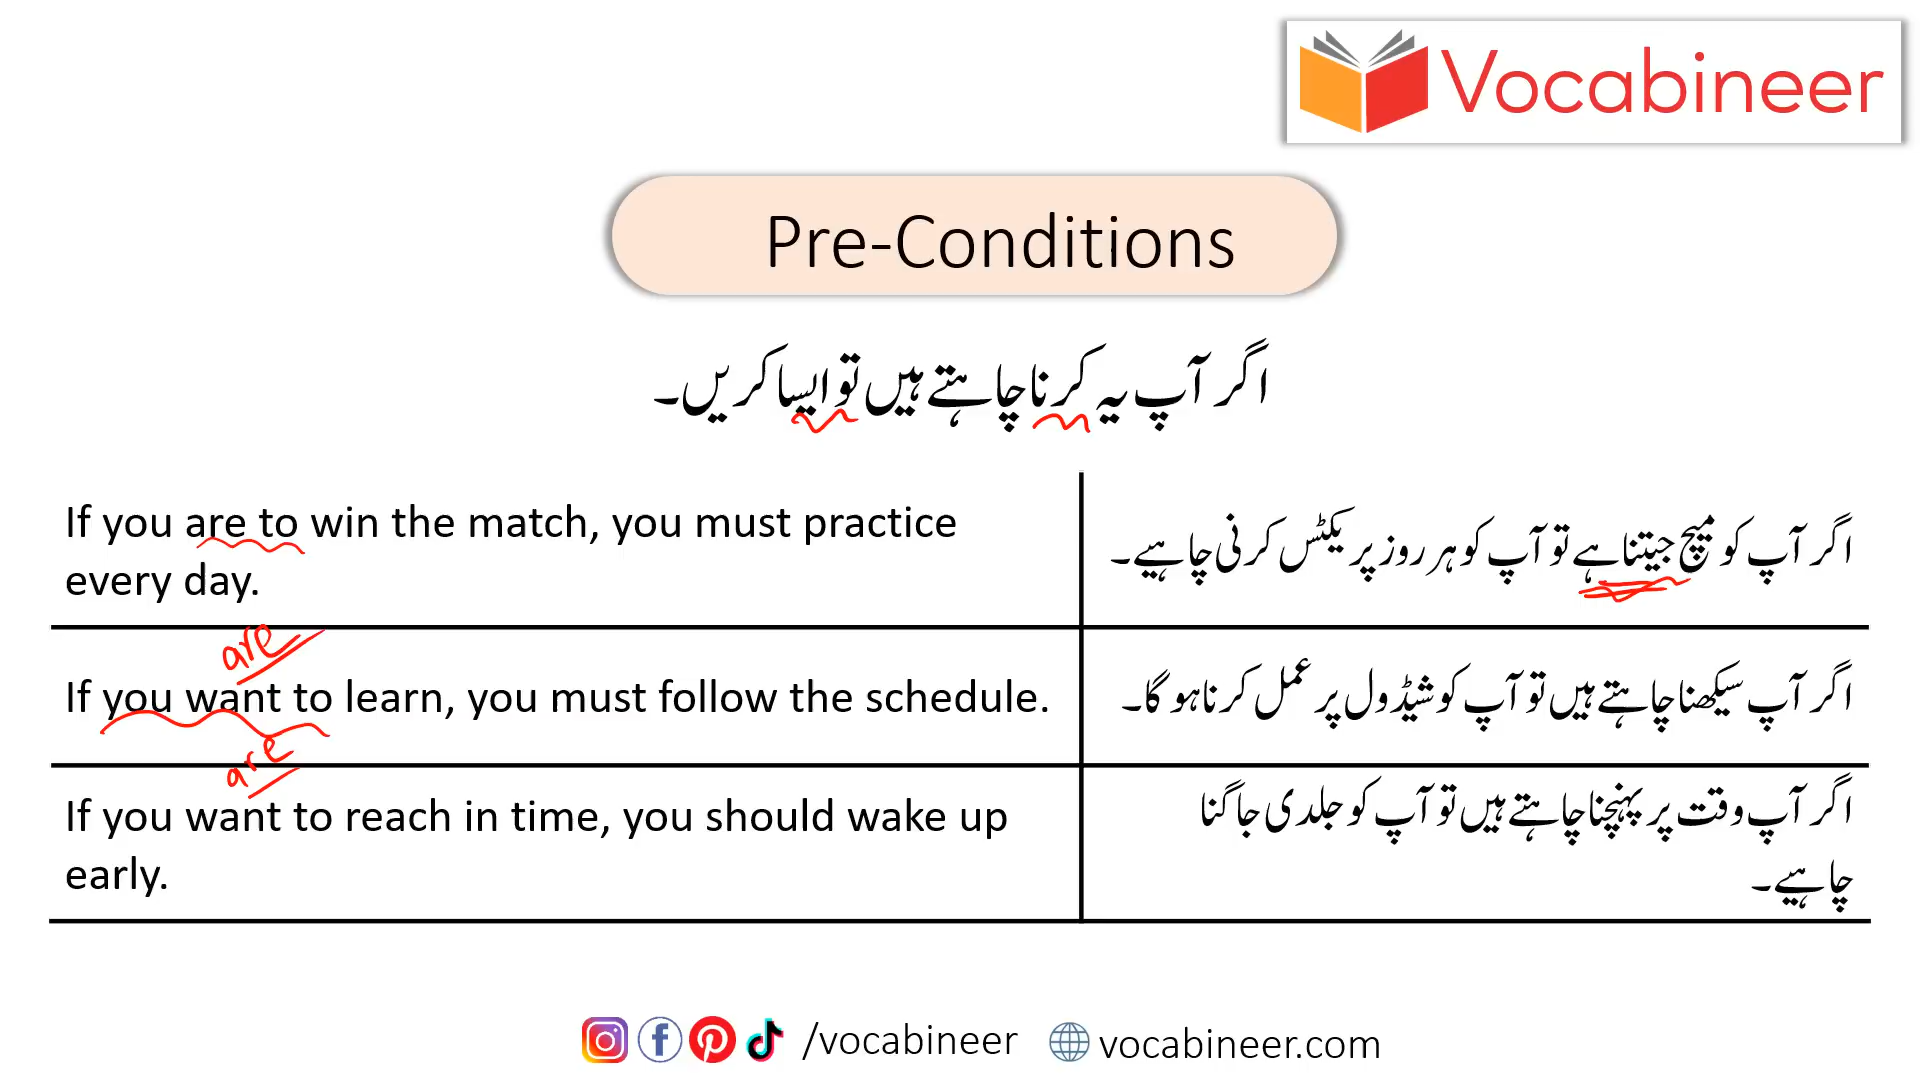 Vocabineer
Pre-Conditions
اگر آپ یہ کرنا چاہتے ہیں تو ایسا کریں۔
If you are to win the match, you must practice
every day.
اگر آپ کو میچ جیتنا ہے تو آپ کو ہر روز پریکٹس کرنی چاہیے۔
are
If you want to learn, you must follow the schedule.
اگر آپ سیکھنا چاہتے ہیں تو آپ کو شیڈول پر عمل کرنا ہو گا۔
are
If you want to reach in time, you should wake up
early.
اگر آپ وقت پر پہنچنا چاہتے ہیں تو آپ کو جلدی جاگنا
چاہیے۔
/vocabineer vocabineer.com